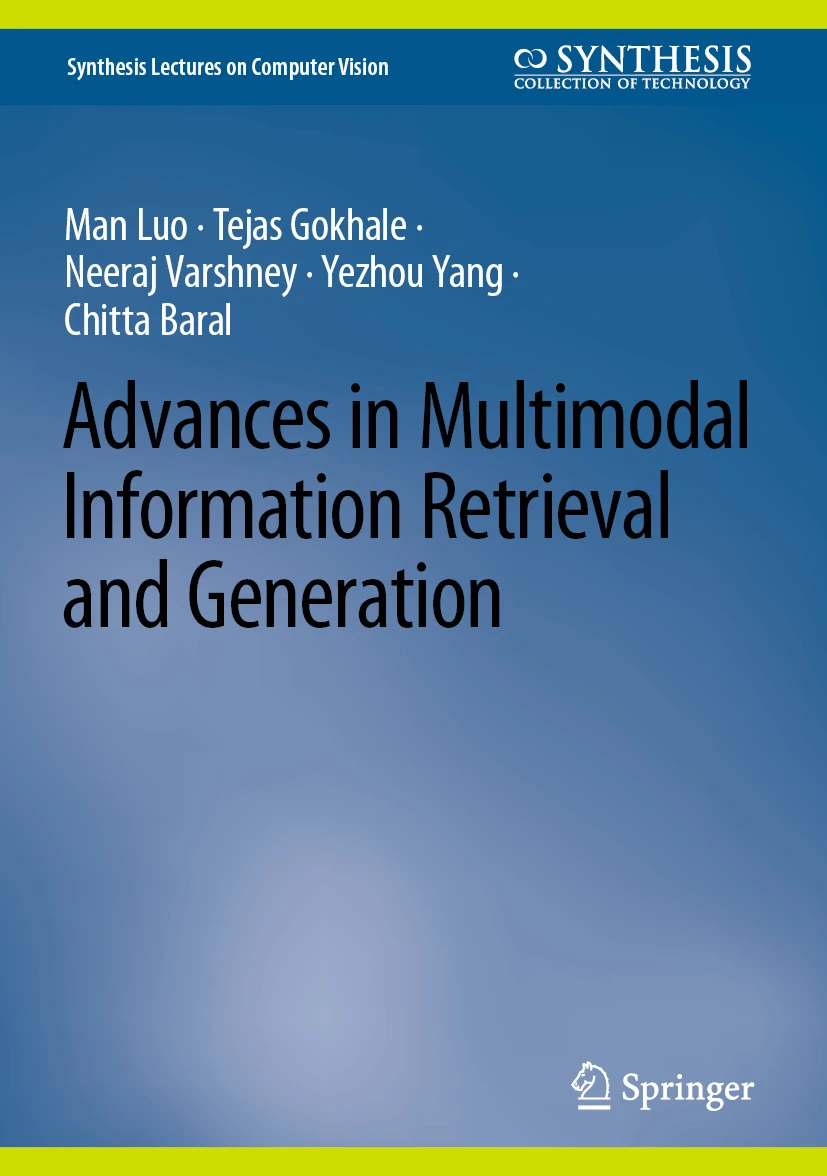 Synthesis Lectures on Computer Vision
SYNTHESIS
COLLECTION OF TECHNOLOGY
Man Luo · Tejas Gokhale ·
Neeraj Varshney · Yezhou Yang ·
Chitta Baral
Advances in Multimodal
Information Retrieval
and Generation
Springer